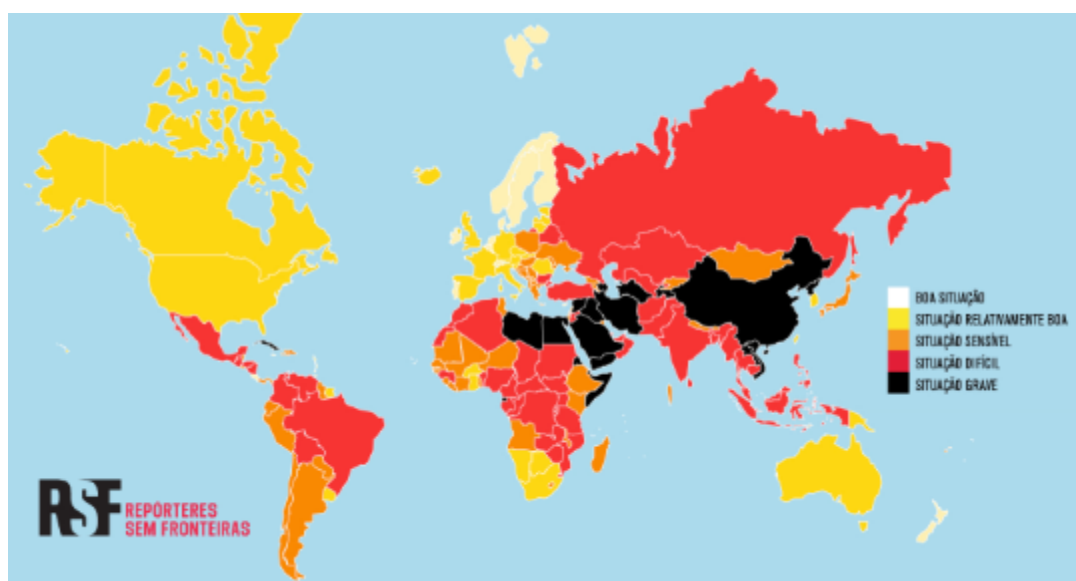 BOA SITUAÇÃO
SITUAÇÃO RELATIVAMENTE BOA
SITUAÇÃO SENSÍVEL
SITUAÇÃO DIFÍCIL
SITUAÇÃO GRAVE
RSF REPÓRTERES
SEM FRONTEIRAS